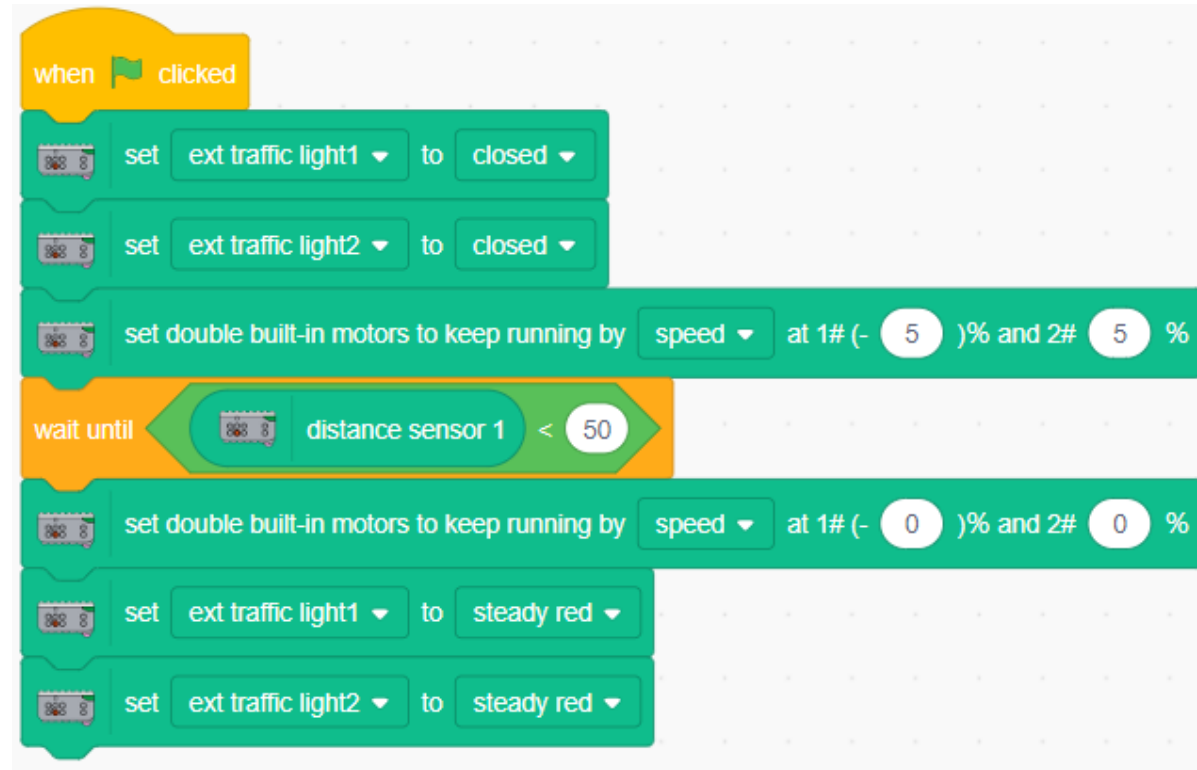 when clicked
set ext traffic light1 to closed
set ext traffic light2 to closed
set double built-in motors to keep running by speed at 1# (- 5 )% and 2# 5 %
wait until distance sensor 1 < 50
set double built-in motors to keep running by speed at 1# (- 0 )% and 2# 0 %
set ext traffic light1 to steady red
set ext traffic light2 to steady red